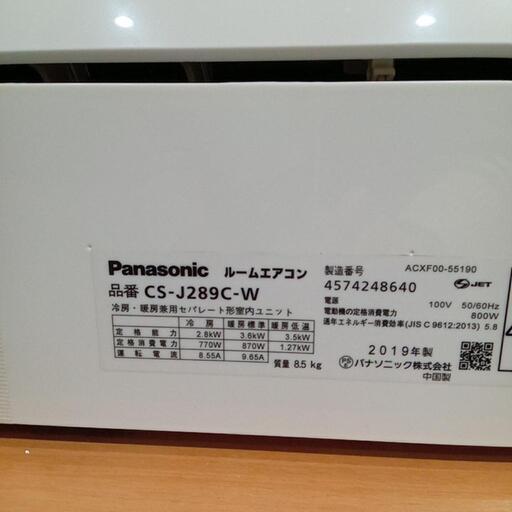 Panasonic ルームエアコン
品番 CS-J289C-W
冷房・暖房兼用セパレート形室内ユニット
冷房 暖房標準 暖房低温
定格能力 2.8kW 3.6kW 3.5kW
定格消費電力 770W 870W 1.27kW
運転電流 8.55A 9.65A
質量 8.5 kg
ACXF00-55190
製造番号
4574248640
S JET
電源 100V 50/60Hz
電動機の定格消費電力 800W
通年エネルギー消費効率(JIS C 9612:2013) 5.8
2019年製
PS E パナソニック株式会社
中国製